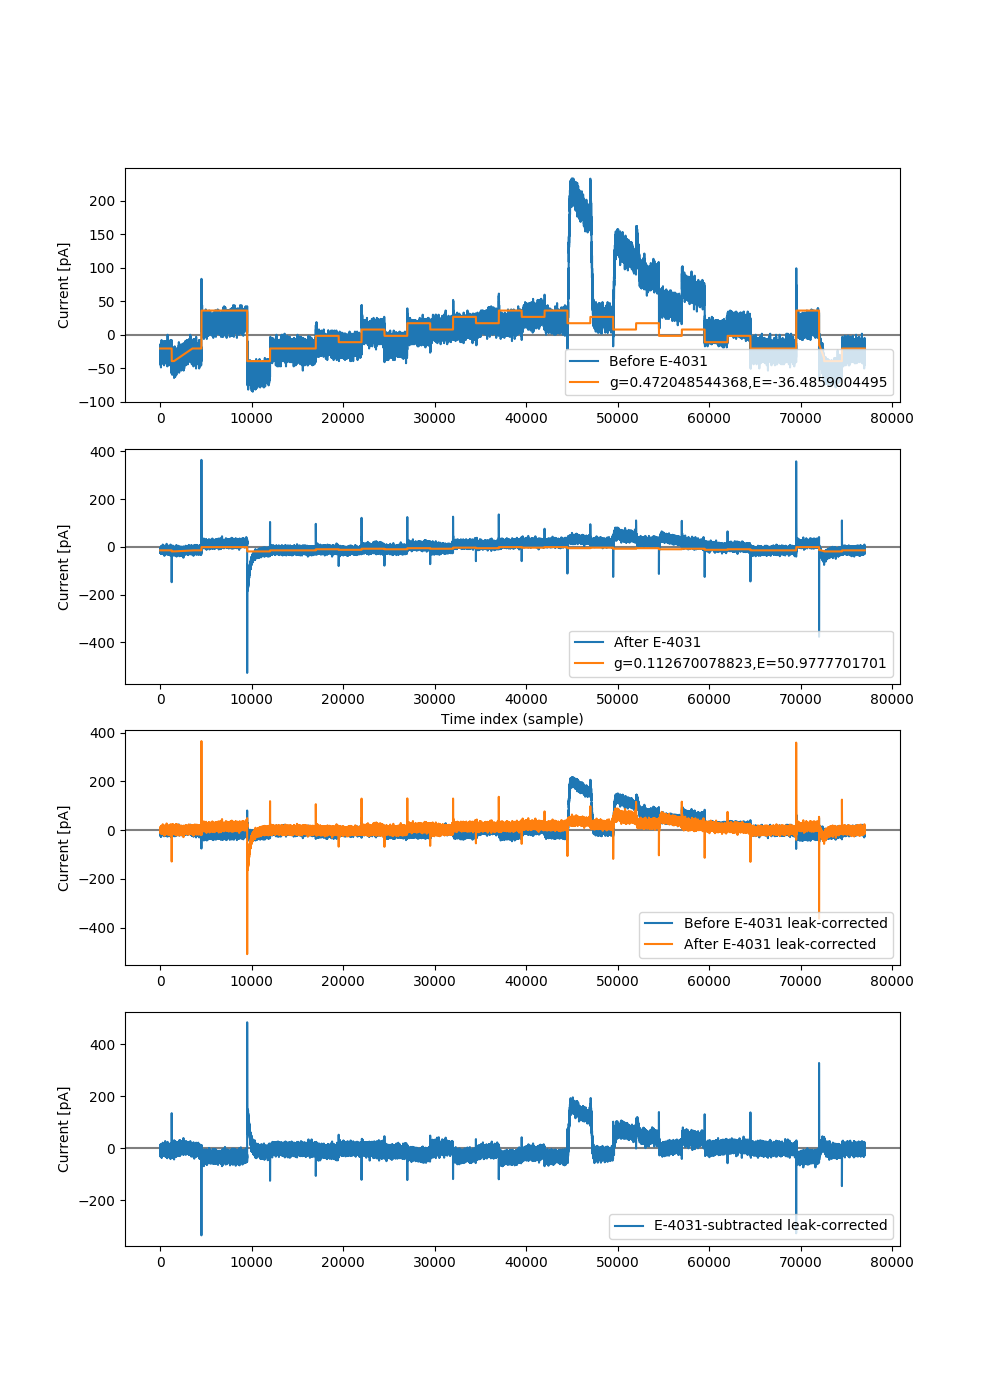 200
150
100
50
0
−50
−100
Current [pA]
Before E-4031
g=0.472048544368,E=-36.4859004495
0 10000 20000 30000 40000 50000 60000 70000 80000
400
200
0
−200
−400
Current [pA]
After E-4031
g=0.112670078823,E=50.9777701701
0 10000 20000 30000 40000 50000 60000 70000 80000
Time index (sample)
400
200
0
−200
−400
Current [pA]
Before E-4031 leak-corrected
After E-4031 leak-corrected
0 10000 20000 30000 40000 50000 60000 70000 80000
400
200
0
−200
Current [pA]
E-4031-subtracted leak-corrected
0 10000 20000 30000 40000 50000 60000 70000 80000